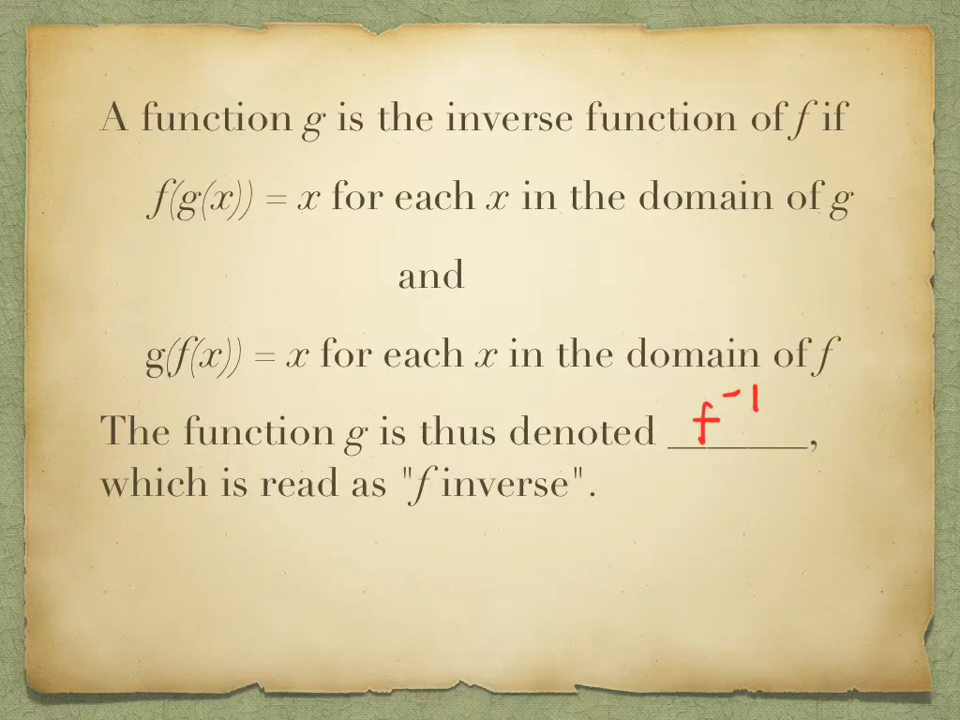 A function g is the inverse function of f if
f(g(x)) = x for each x in the domain of g
and
g(f(x)) = x for each x in the domain of f
The function g is thus denoted f⁻¹,
which is read as "f inverse".